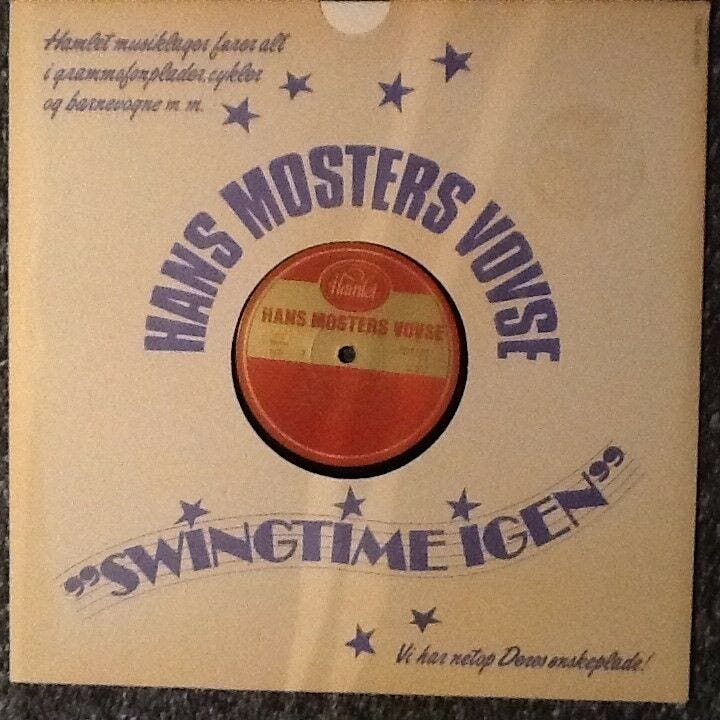 Hamlet musiklager fører alt
i grammofonplader, cykler
og barnevogne m. m.
HANS MOSTERS VOVSE
Hamlet
HANS MOSTERS VOVSE
„SWINGTIME IGEN”
Vi har netop Deres ønskeplade!